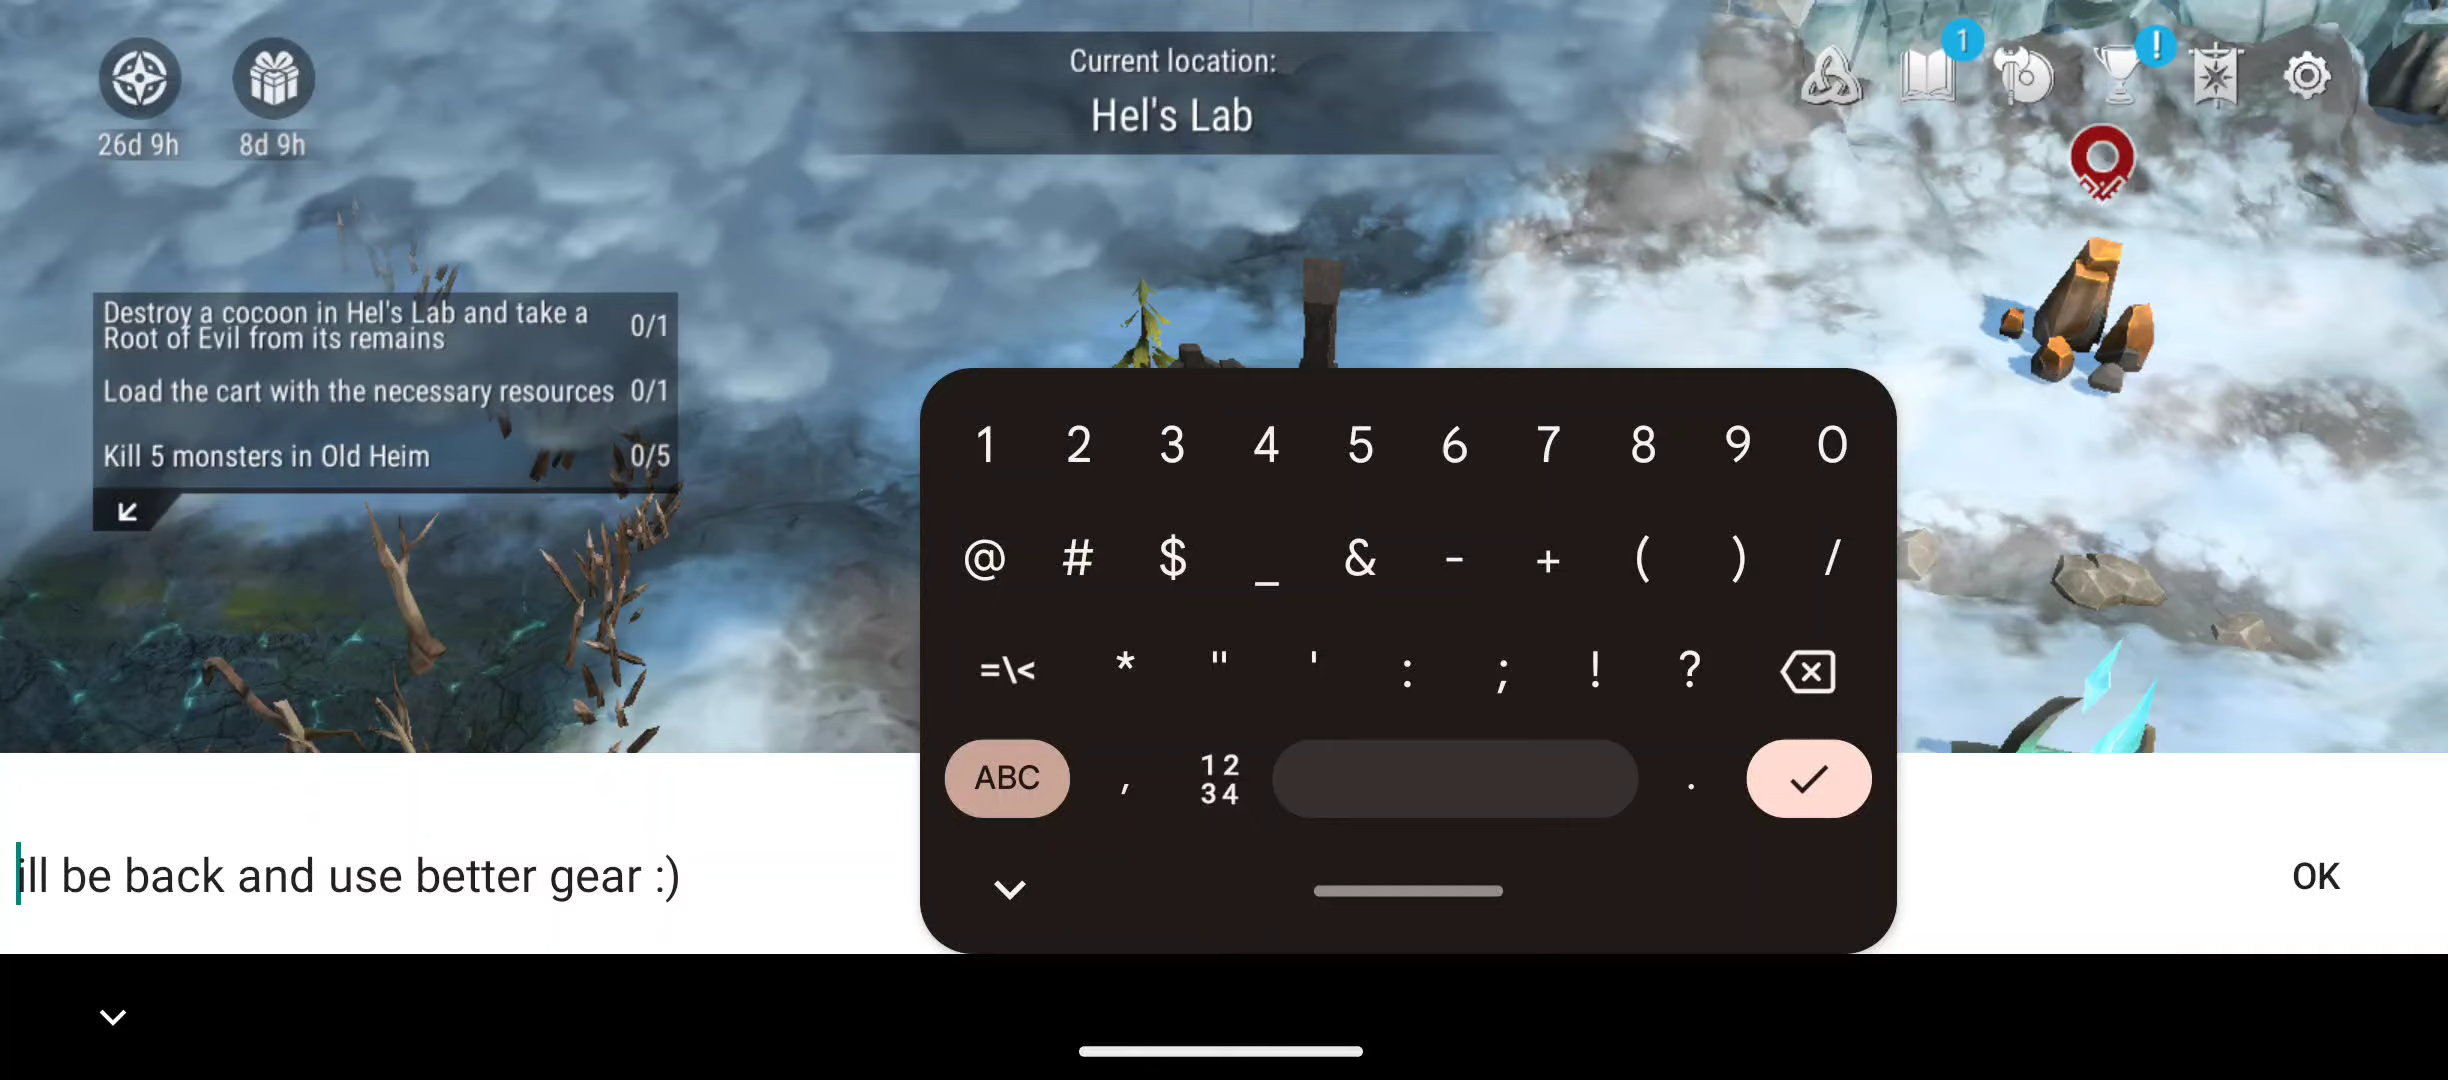 Current location:
Hel's Lab
26d 9h
8d 9h
1
!
Destroy a cocoon in Hel's Lab and take a
Root of Evil from its remains
0/1
Load the cart with the necessary resources 0/1
Kill 5 monsters in Old Heim 0/5
1 2 3 4 5 6 7 8 9 0
@ # $ _ & - + ( ) /
=\< * " ' : ; ! ?
ABC , 12 .
34
ill be back and use better gear :)
OK